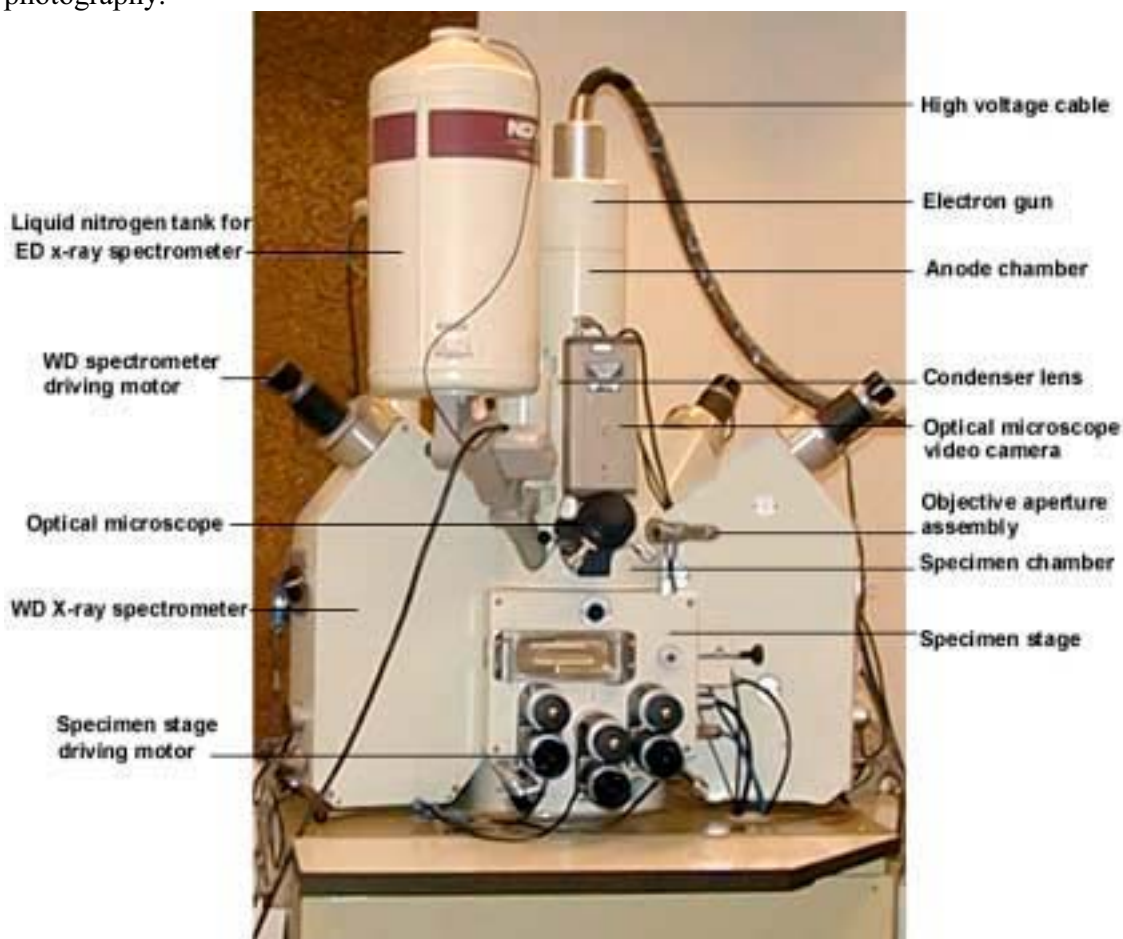 photography.
High voltage cable
Electron gun
Liquid nitrogen tank for
ED x-ray spectrometer
Anode chamber
WD spectrometer
driving motor
Condenser lens
Optical microscope
video camera
Optical microscope
Objective aperture
assembly
Specimen chamber
WD X-ray spectrometer
Specimen stage
Specimen stage
driving motor